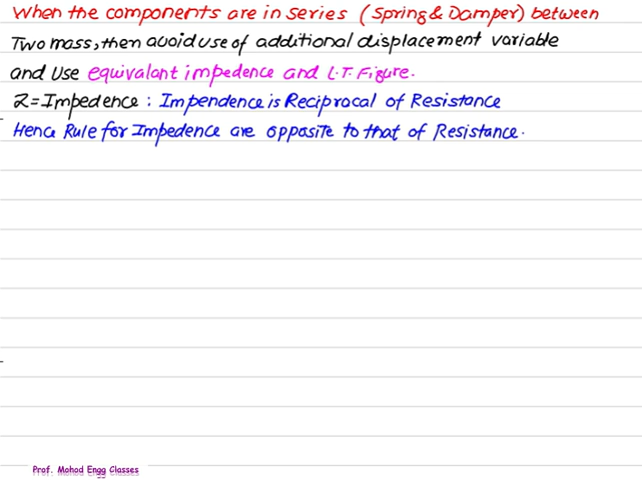 When the components are in series (Spring & Damper) between
Two mass, then avoid use of additional displacement variable
and Use equivalant impedence and L.T. Figure.
Z = Impedence : Impendence is Reciprocal of Resistance
Hence Rule for Impedence are opposite to that of Resistance.
Prof. Mohod Engg Classes